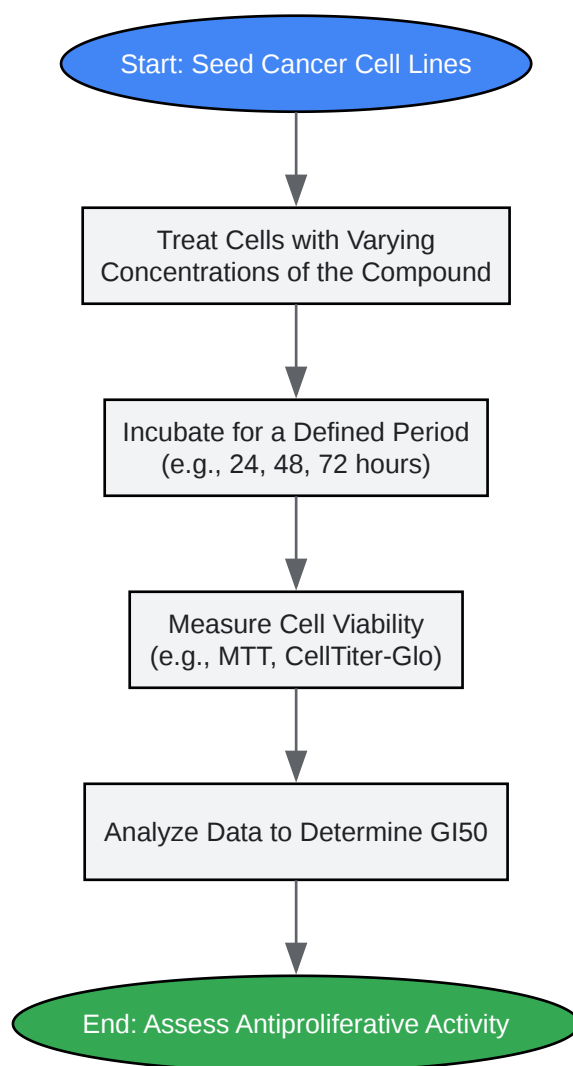 Start: Seed Cancer Cell Lines
Treat Cells with Varying
Concentrations of the Compound
Incubate for a Defined Period
(e.g., 24, 48, 72 hours)
Measure Cell Viability
(e.g., MTT, CellTiter-Glo)
Analyze Data to Determine GI50
End: Assess Antiproliferative Activity